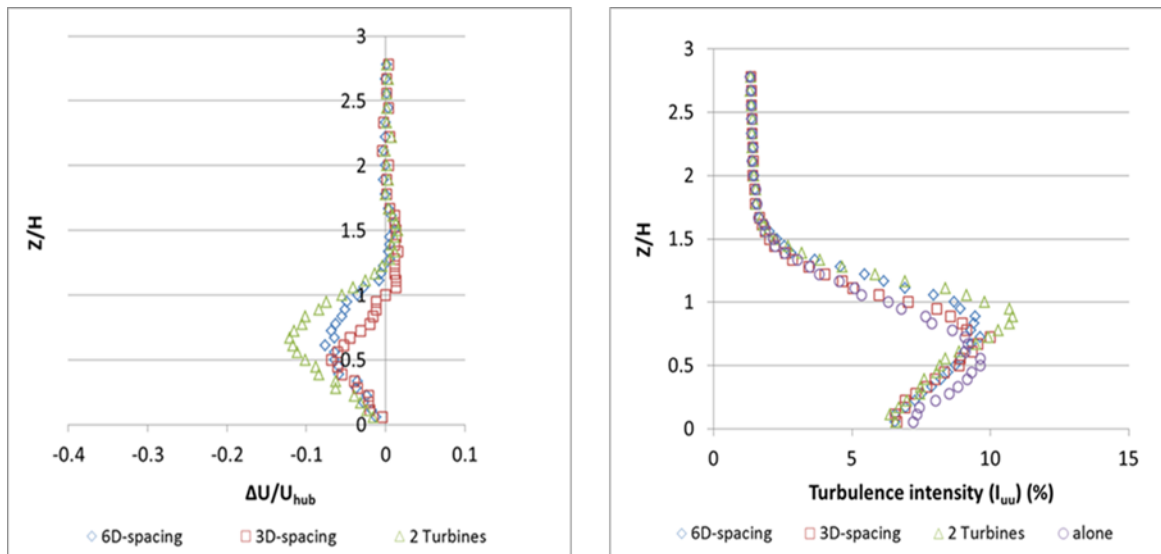 3
2.5
2
1.5
1
0.5
0
-0.4 -0.3 -0.2 -0.1 0 0.1
Z/H
ΔU/U_hub
6D-spacing 3D-spacing 2 Turbines
3
2.5
2
1.5
1
0.5
0
0 5 10 15
Z/H
Turbulence intensity (I_uu) (%)
6D-spacing 3D-spacing 2 Turbines alone